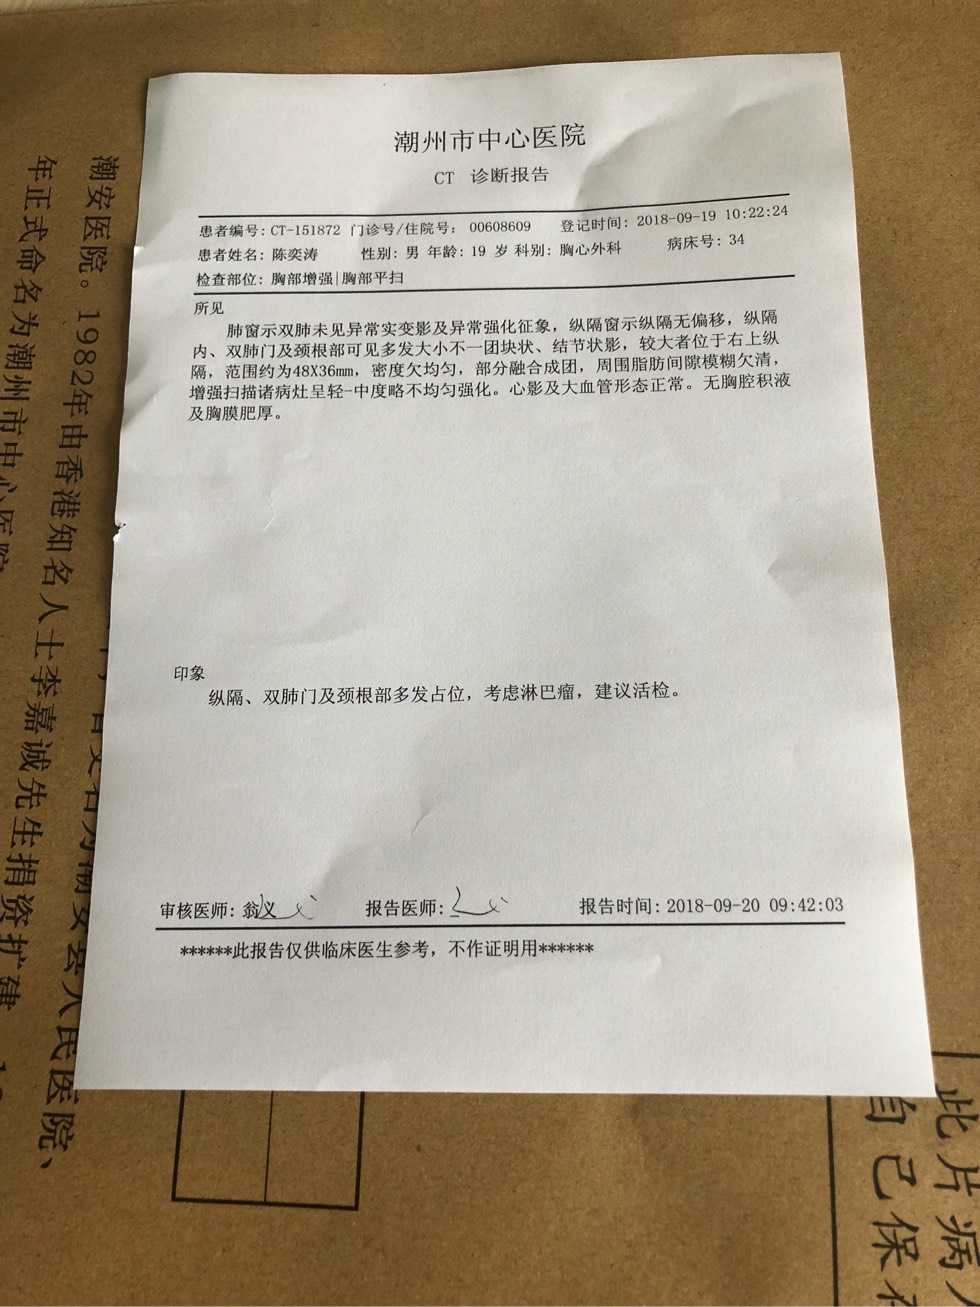 潮州市中心医院
CT 诊断报告
患者编号: CT-151872 门诊号/住院号: 00608609 登记时间: 2018-09-19 10:22:24
患者姓名: 陈奕涛 性别: 男 年龄: 19 岁 科别: 胸心外科 病床号: 34
检查部位: 胸部增强|胸部平扫
所见
肺窗示双肺未见异常实变影及异常强化征象，纵隔窗示纵隔无偏移，纵隔
内、双肺门及颈根部可见多发大小不一团块状、结节状影，较大者位于右上纵
隔，范围约为48X36mm，密度欠均匀，部分融合成团，周围脂肪间隙模糊欠清，
增强扫描诸病灶呈轻-中度略不均匀强化。心影及大血管形态正常。无胸腔积液
及胸膜肥厚。
印象
纵隔、双肺门及颈根部多发占位，考虑淋巴瘤，建议活检。
审核医师: 翁义 报告医师: 报告时间: 2018-09-20 09:42:03
******此报告仅供临床医生参考，不作证明用******
潮安医院。1982年由香港知名人士李嘉诚先生捐资扩建
年正式命名为潮州市中心医院
潮安县人民医院、
此片病人
自己保